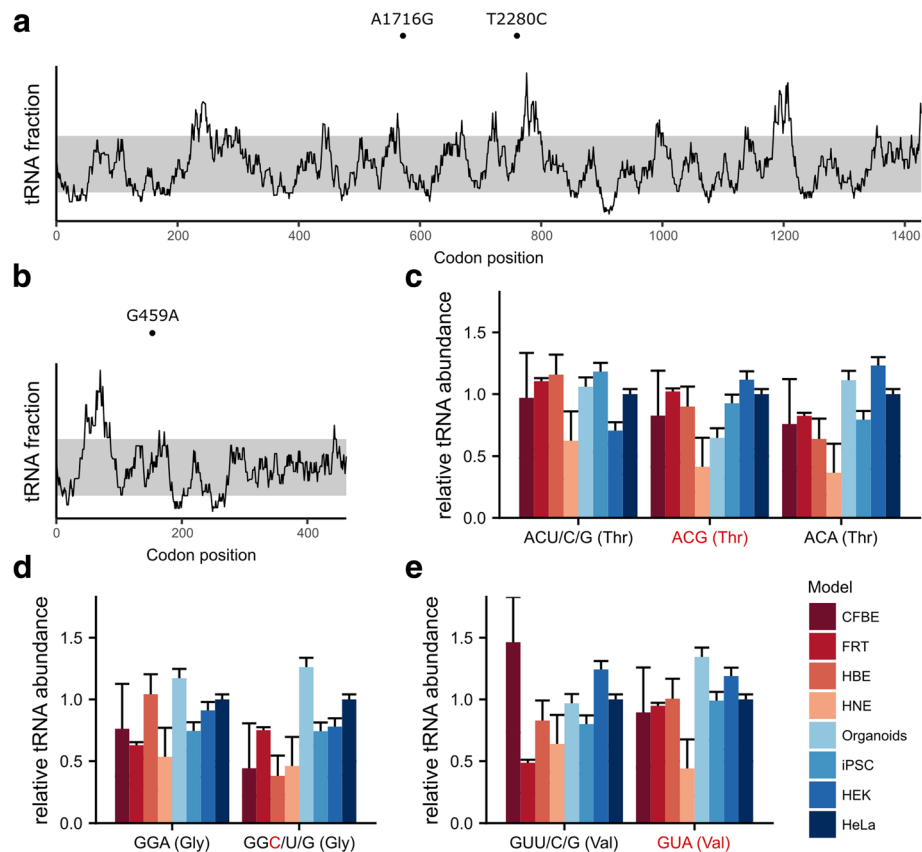 a
A1716G T2280C
tRNA fraction
0 200 400 600 800 1000 1200 1400
Codon position
b
G459A
tRNA fraction
0 200 400
Codon position
c
relative tRNA abundance
1.5
1.0
0.5
0.0
ACU/C/G (Thr) ACG (Thr) ACA (Thr)
d
relative tRNA abundance
1.5
1.0
0.5
0.0
GGA (Gly) GGC/U/G (Gly)
e
relative tRNA abundance
1.5
1.0
0.5
0.0
GUU/C/G (Val) GUA (Val)
Model
CFBE
FRT
HBE
HNE
Organoids
iPSC
HEK
HeLa